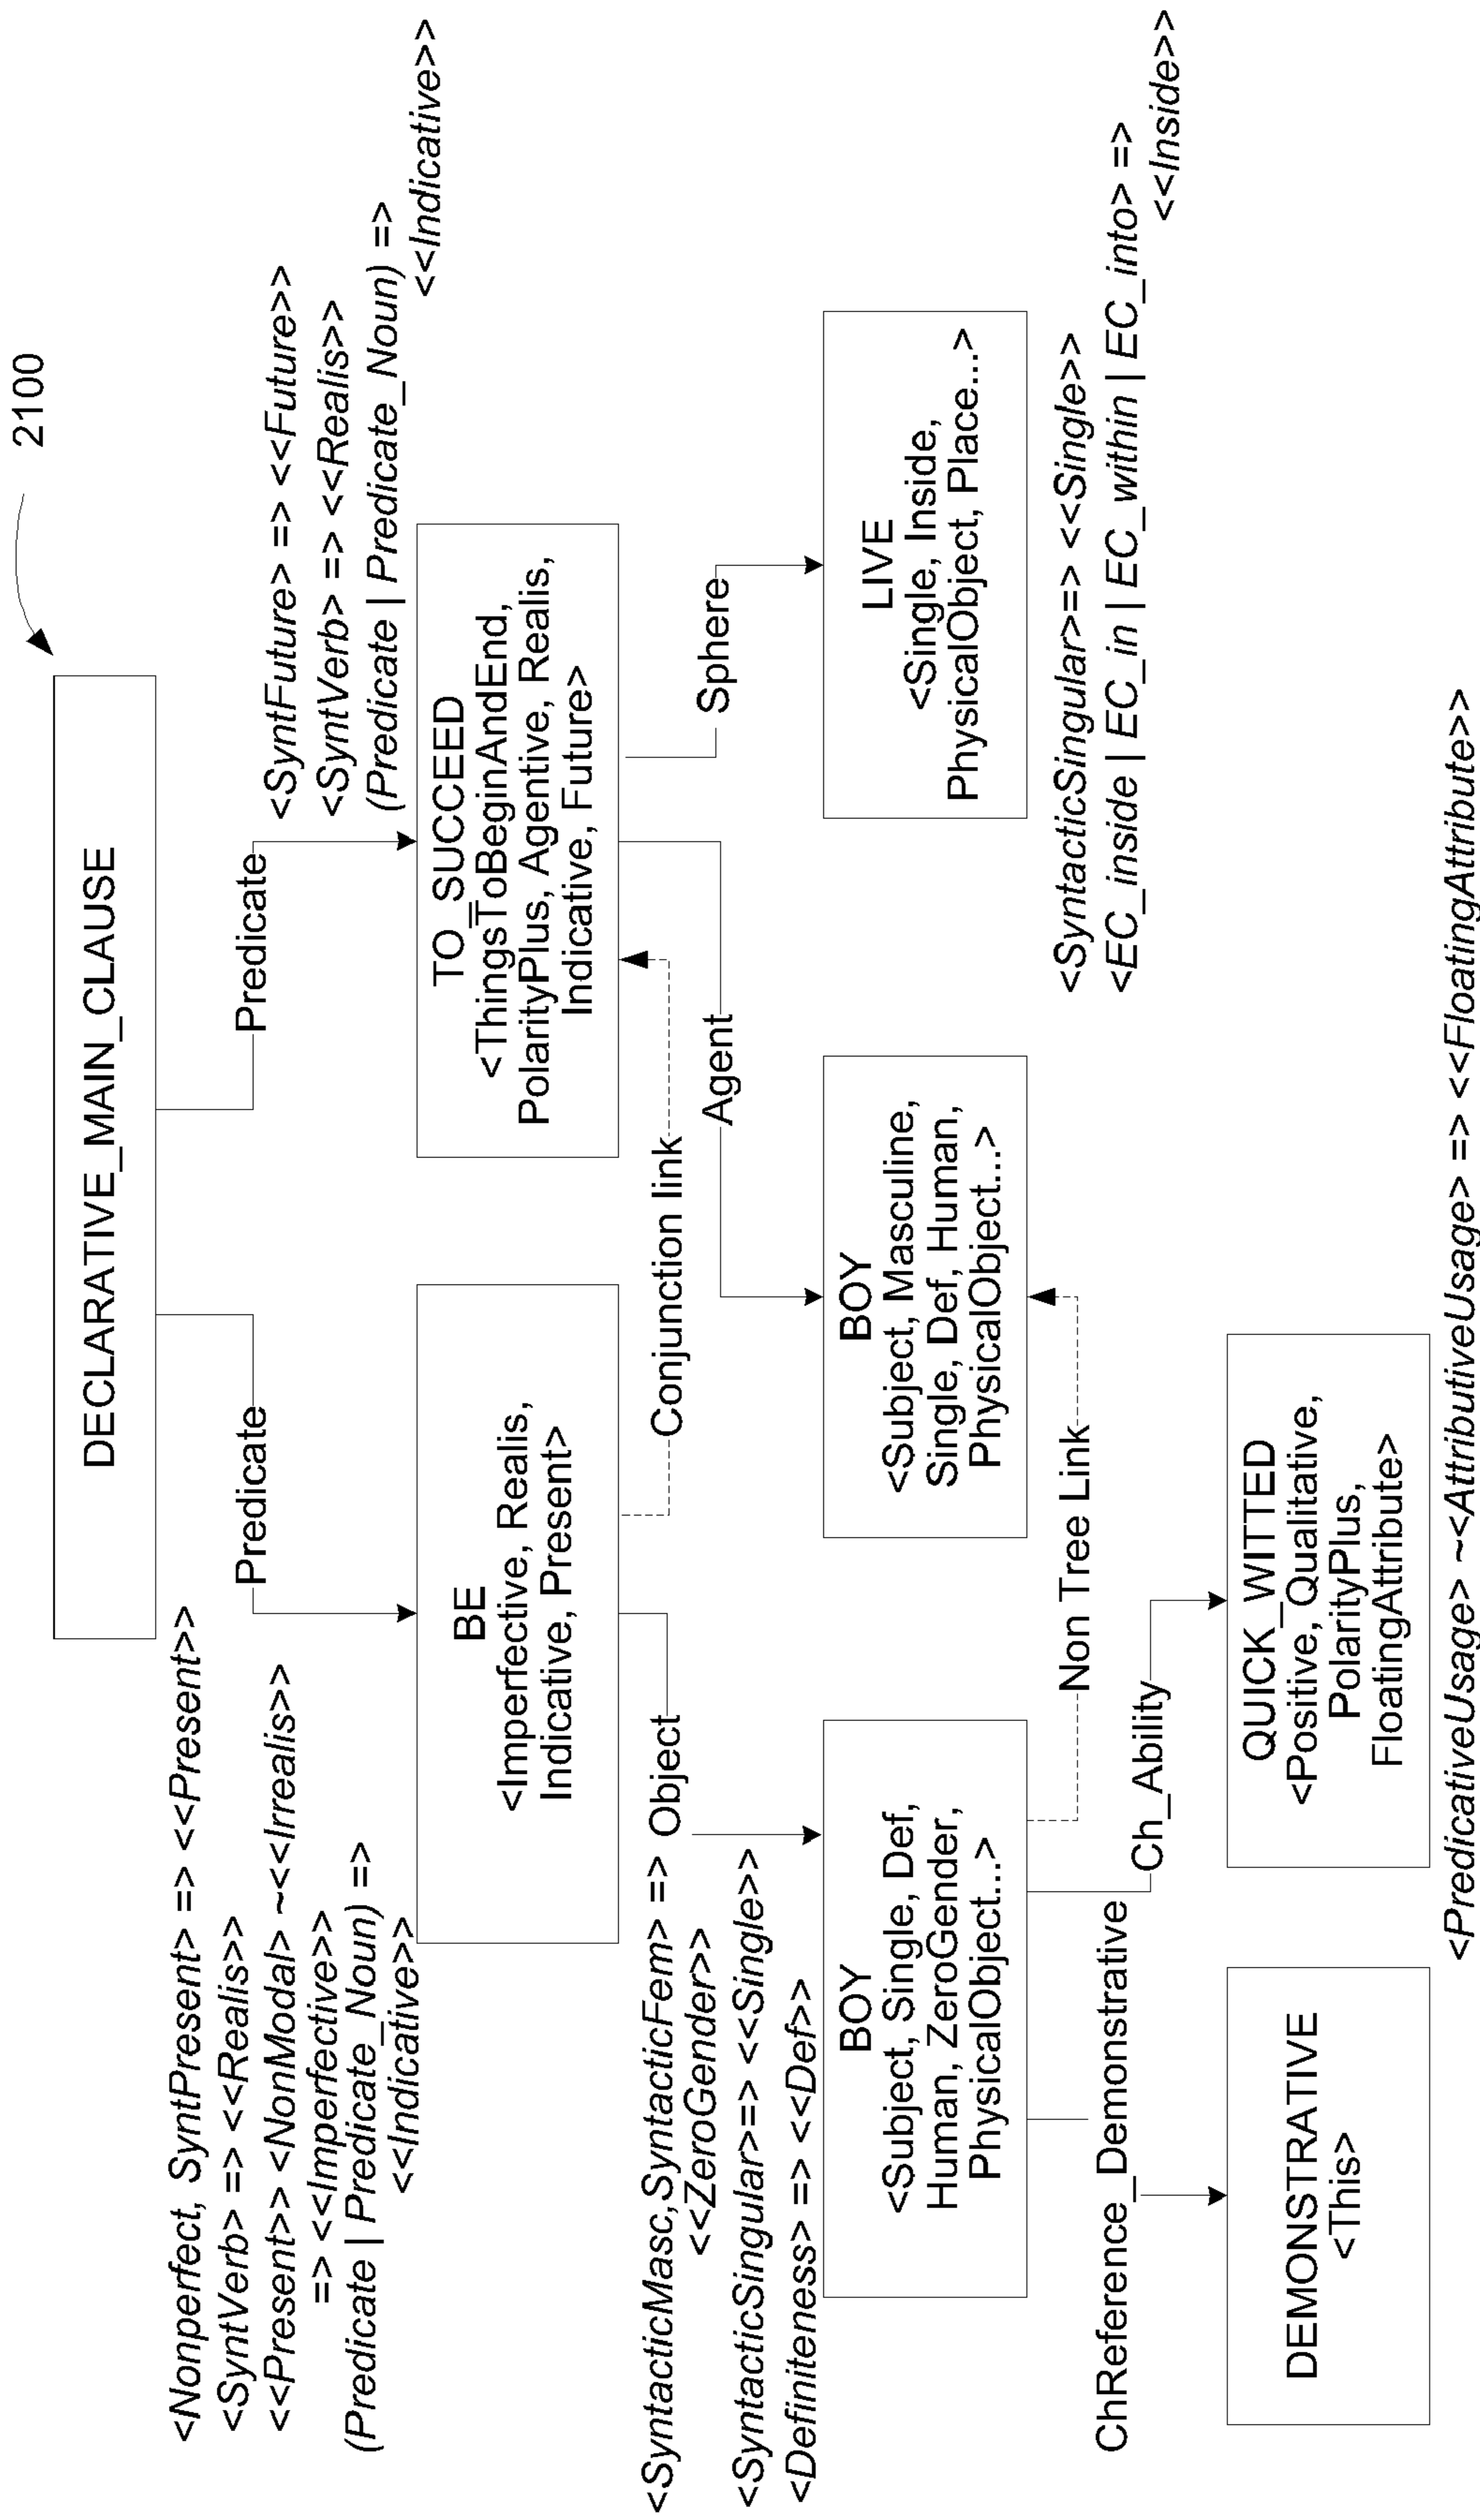 2100
DECLARATIVE_MAIN_CLAUSE
<Nonperfect, SyntPresent> => <<Present>>
<SyntVerb> => <<Realis>>
<<Present>> <NonModal> ~<<Irrealis>>
=> <<Imperfective>>
(Predicate | Predicate_Noun) =>
<<Indicative>>
Predicate
Predicate
<SyntFuture> => <<Future>>
<SyntVerb> => <<Realis>>
(Predicate | Predicate_Noun) =>
<<Indicative>>
BE
<Imperfective, Realis,
Indicative, Present>
TO_SUCCEED
<ThingsToBeginAndEnd,
PolarityPlus, Agentive, Realis,
Indicative, Future>
Conjunction link
<SyntacticMasc,SyntacticFem> =>
<<ZeroGender>>
<SyntacticSingular>=> <<Single>>
<Definiteness> => <<Def>>
Object
Agent
Sphere
BOY
<Subject, Single, Def,
Human, ZeroGender,
PhysicalObject...>
BOY
<Subject, Masculine,
Single, Def, Human,
PhysicalObject...>
LIVE
<Single, Inside,
PhysicalObject, Place...>
<SyntacticSingular>=> <<Single>>
<EC_inside | EC_in | EC_within | EC_into> =>
<<Inside>>
Non Tree Link
ChReference_Demonstrative
Ch_Ability
DEMONSTRATIVE
<This>
QUICK_WITTED
<Positive, Qualitative,
PolarityPlus,
FloatingAttribute>
<PredicativeUsage> ~<AttributiveUsage> => <<FloatingAttribute>>